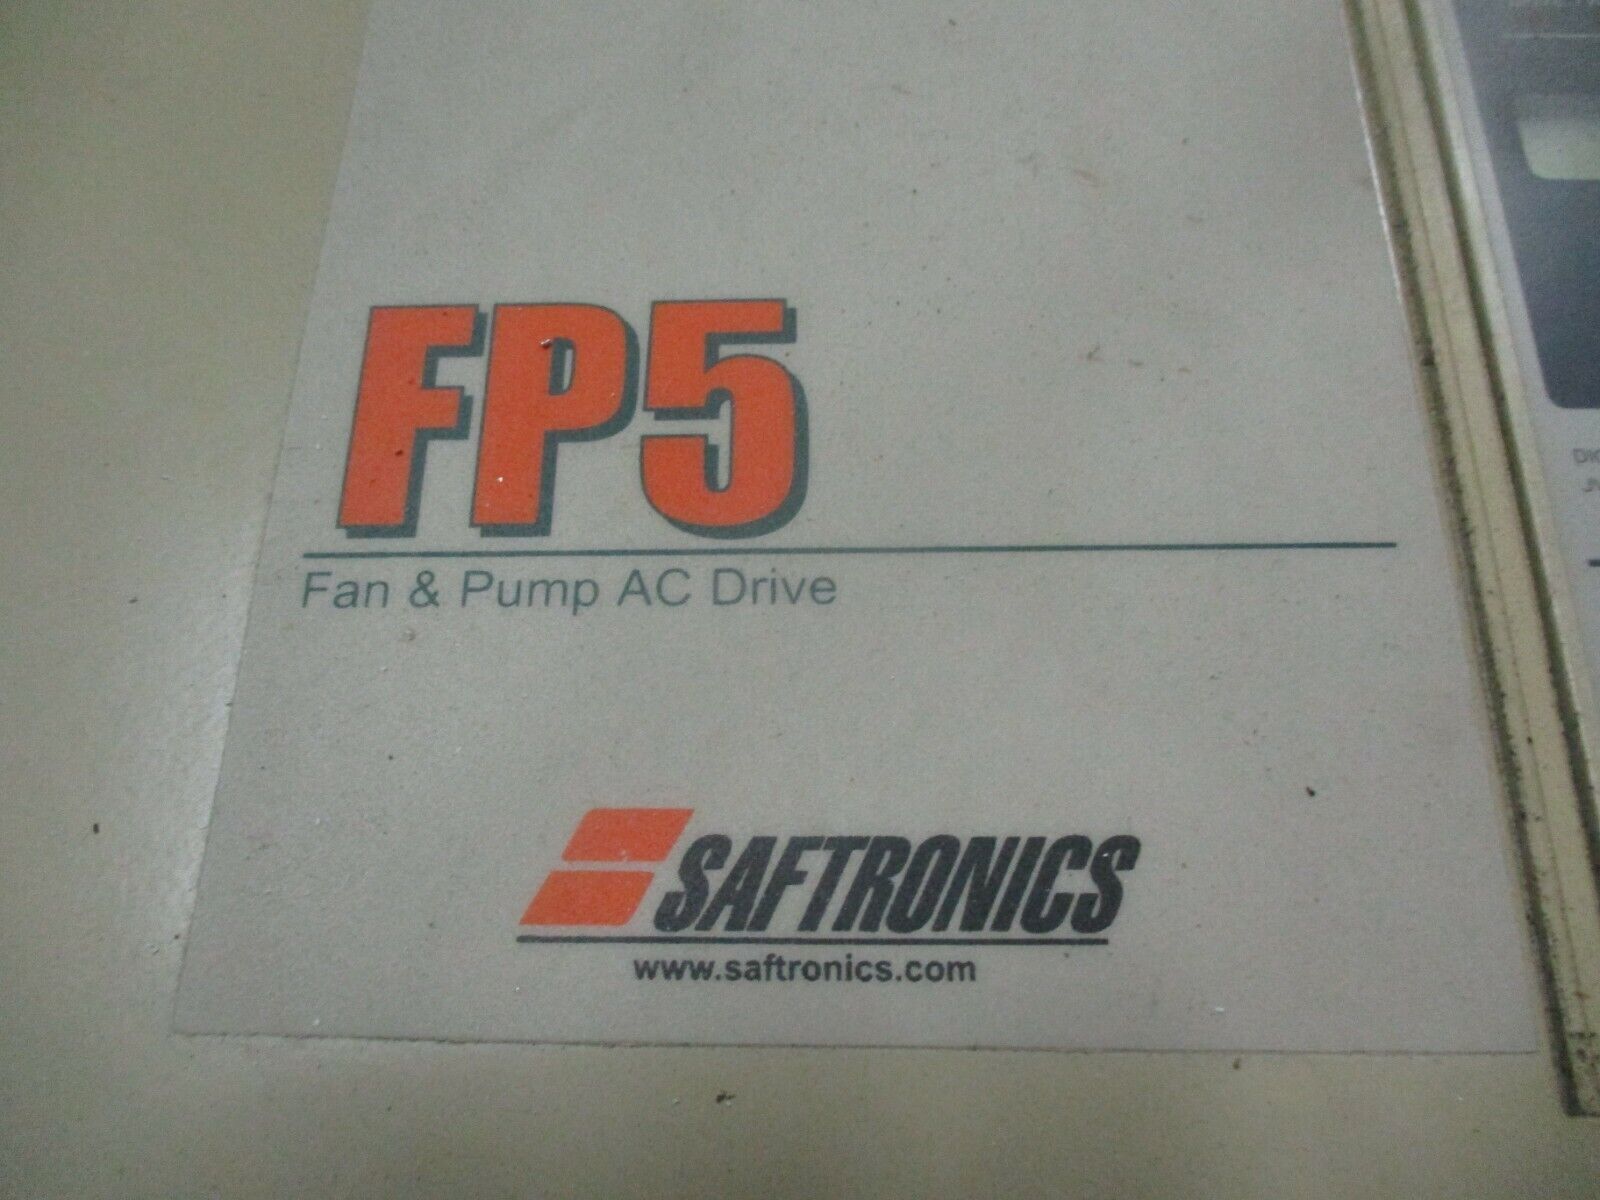 FP5
Fan & Pump AC Drive
SAFTRONICS
www.saftronics.com